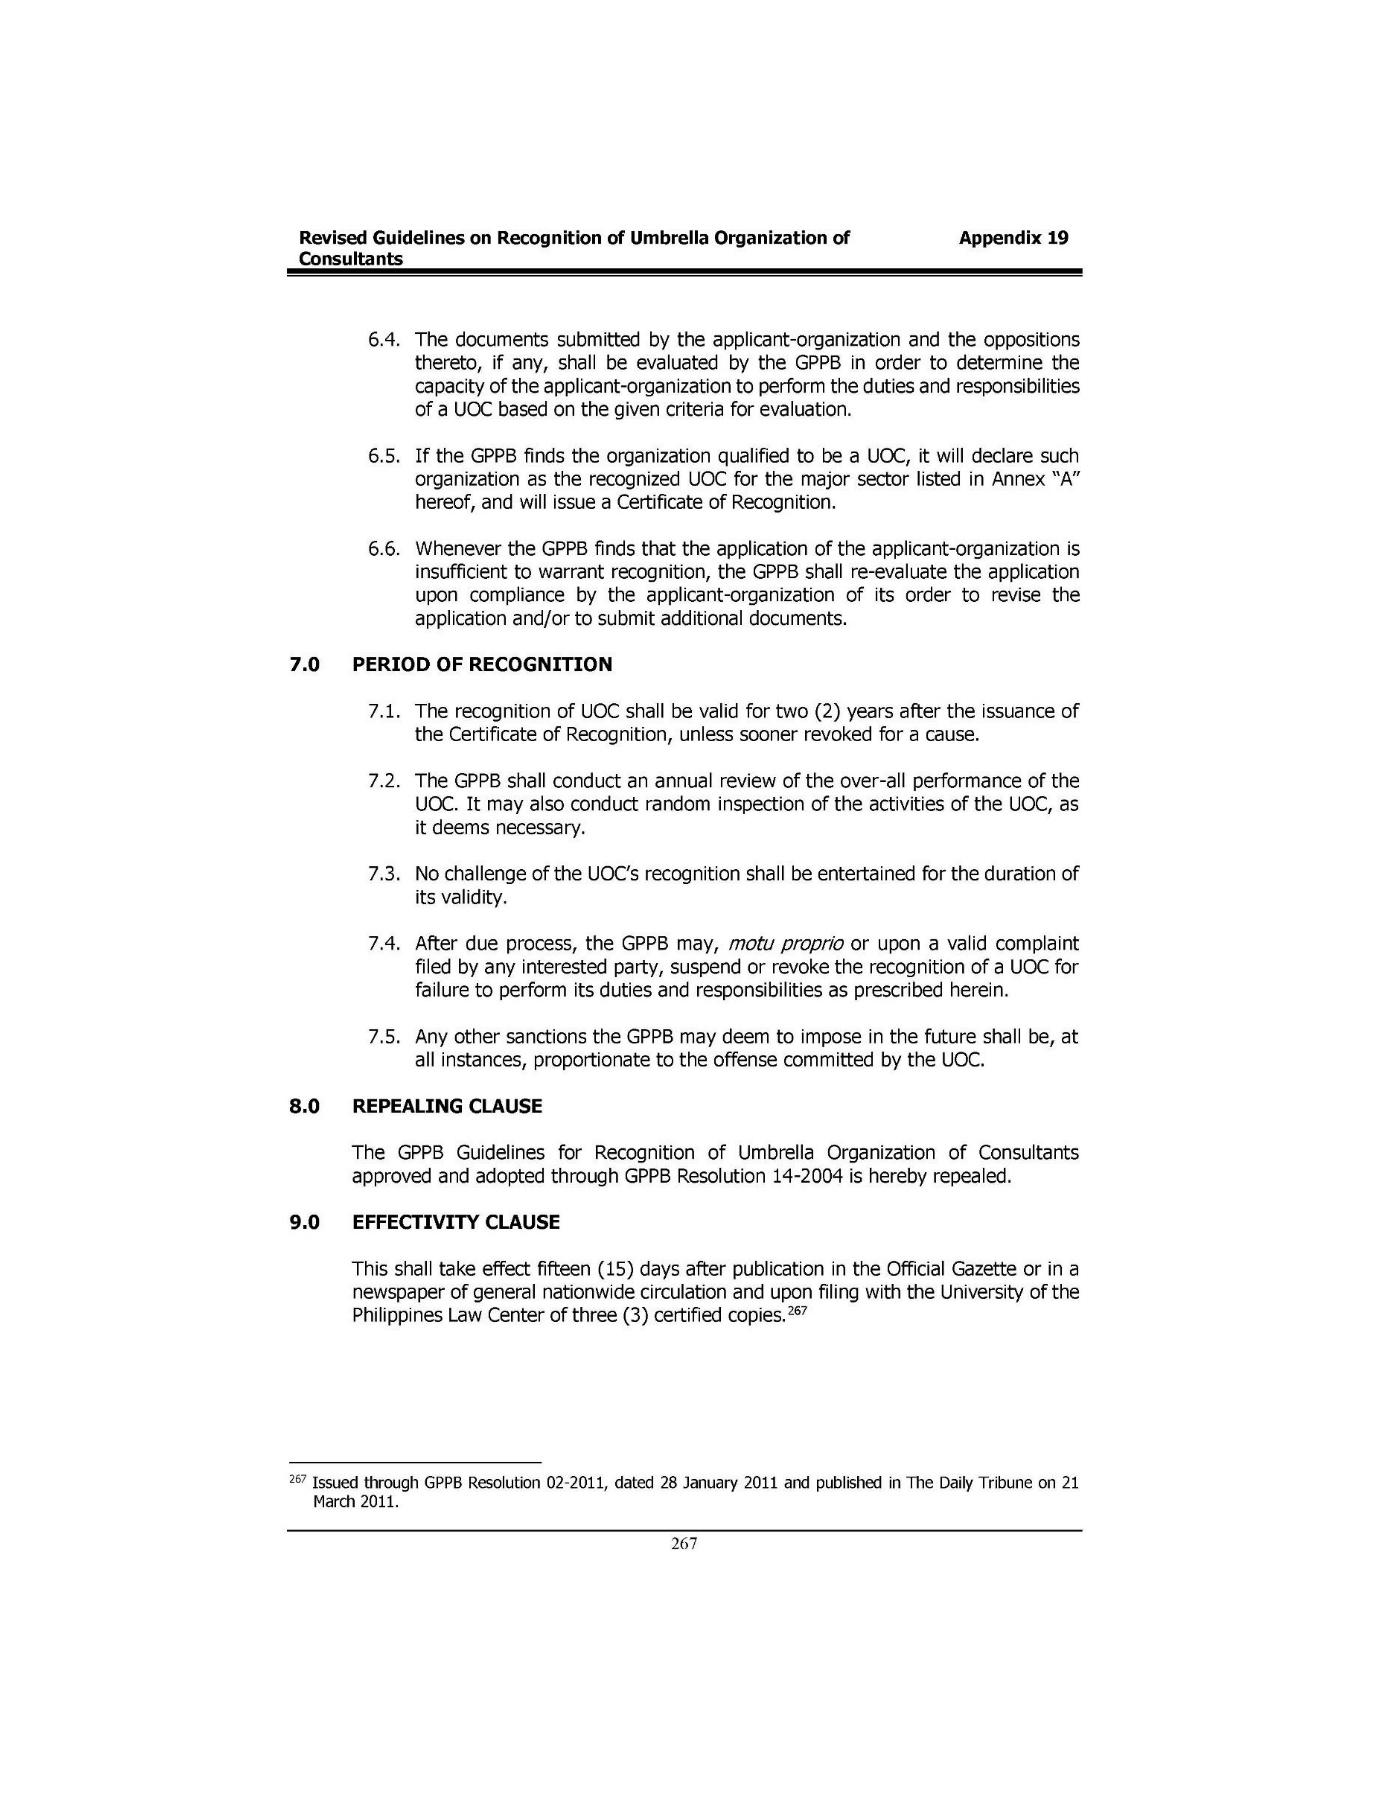 Revised Guidelines on Recognition of Umbrella Organization of Appendix 19
Consultants
6.4. The documents submitted by the applicant-organization and the oppositions
thereto, if any, shall be evaluated by the GPPB in order to determine the
capacity of the applicant-organization to perform the duties and responsibilities
of a UOC based on the given criteria for evaluation.
6.5. If the GPPB finds the organization qualified to be a UOC, it will declare such
organization as the recognized UOC for the major sector listed in Annex “A”
hereof, and will issue a Certificate of Recognition.
6.6. Whenever the GPPB finds that the application of the applicant-organization is
insufficient to warrant recognition, the GPPB shall re-evaluate the application
upon compliance by the applicant-organization of its order to revise the
application and/or to submit additional documents.
7.0 PERIOD OF RECOGNITION
7.1. The recognition of UOC shall be valid for two (2) years after the issuance of
the Certificate of Recognition, unless sooner revoked for a cause.
7.2. The GPPB shall conduct an annual review of the over-all performance of the
UOC. It may also conduct random inspection of the activities of the UOC, as
it deems necessary.
7.3. No challenge of the UOC’s recognition shall be entertained for the duration of
its validity.
7.4. After due process, the GPPB may, motu proprio or upon a valid complaint
filed by any interested party, suspend or revoke the recognition of a UOC for
failure to perform its duties and responsibilities as prescribed herein.
7.5. Any other sanctions the GPPB may deem to impose in the future shall be, at
all instances, proportionate to the offense committed by the UOC.
8.0 REPEALING CLAUSE
The GPPB Guidelines for Recognition of Umbrella Organization of Consultants
approved and adopted through GPPB Resolution 14-2004 is hereby repealed.
9.0 EFFECTIVITY CLAUSE
This shall take effect fifteen (15) days after publication in the Official Gazette or in a
newspaper of general nationwide circulation and upon filing with the University of the
Philippines Law Center of three (3) certified copies.267
267 Issued through GPPB Resolution 02-2011, dated 28 January 2011 and published in The Daily Tribune on 21
March 2011.
267